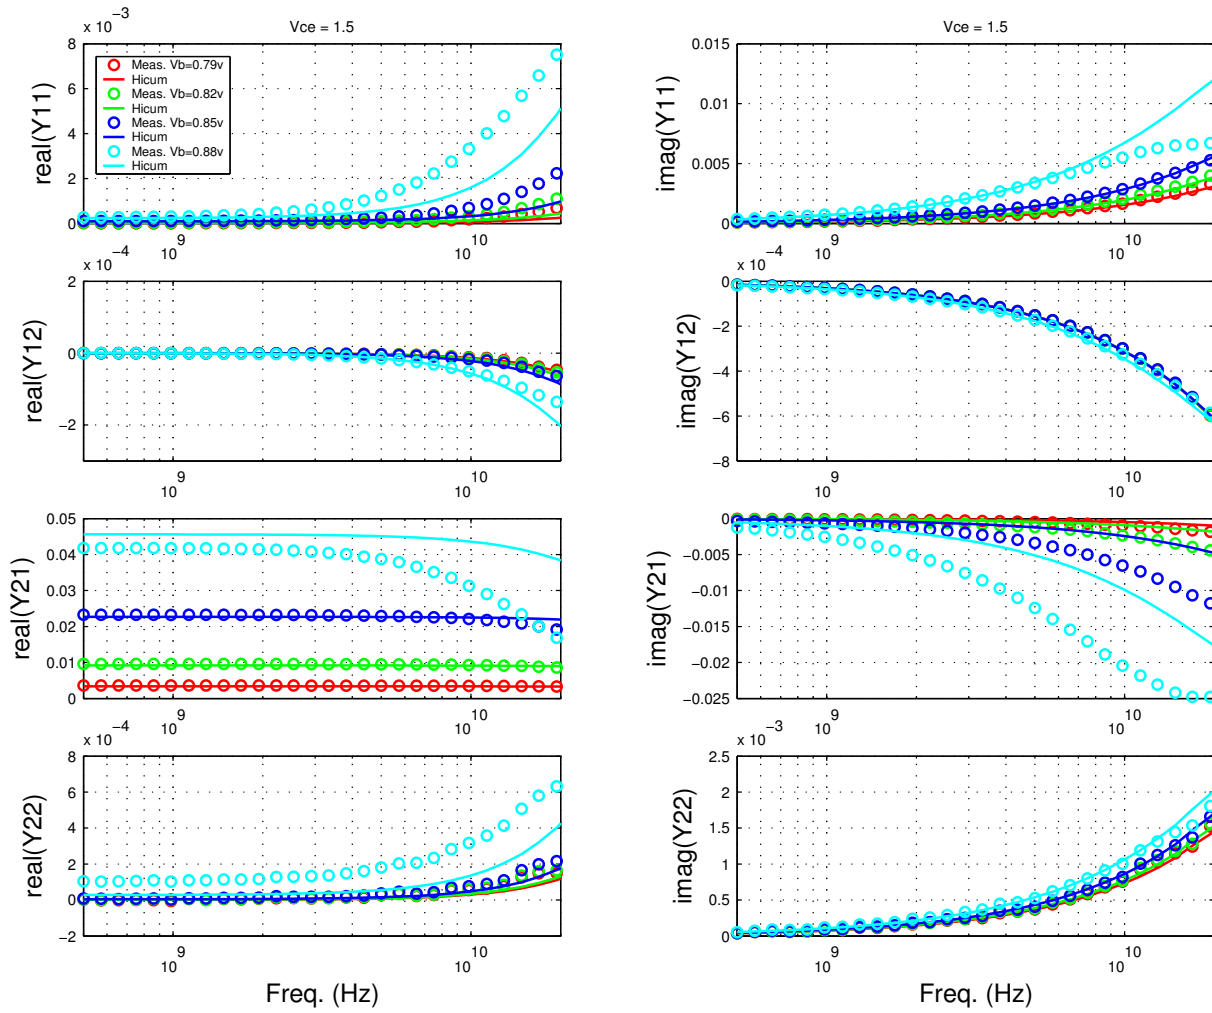 x 10 −3
Vce = 1.5
8
6
4
2
0
real(Y11)
Meas. Vb=0.79v
Hicum
Meas. Vb=0.82v
Hicum
Meas. Vb=0.85v
Hicum
Meas. Vb=0.88v
Hicum
10 9
10 10
Vce = 1.5
0.015
0.01
0.005
0
imag(Y11)
10 9
10 10
x 10 −4
2
0
−2
real(Y12)
10 9
10 10
x 10 −4
0
−2
−4
−6
−8
imag(Y12)
10 9
10 10
0.05
0.04
0.03
0.02
0.01
0
real(Y21)
10 9
10 10
0
−0.005
−0.01
−0.015
−0.02
−0.025
imag(Y21)
10 9
10 10
x 10 −4
8
6
4
2
0
−2
real(Y22)
10 9
10 10
Freq. (Hz)
x 10 −3
2.5
2
1.5
1
0.5
0
imag(Y22)
10 9
10 10
Freq. (Hz)